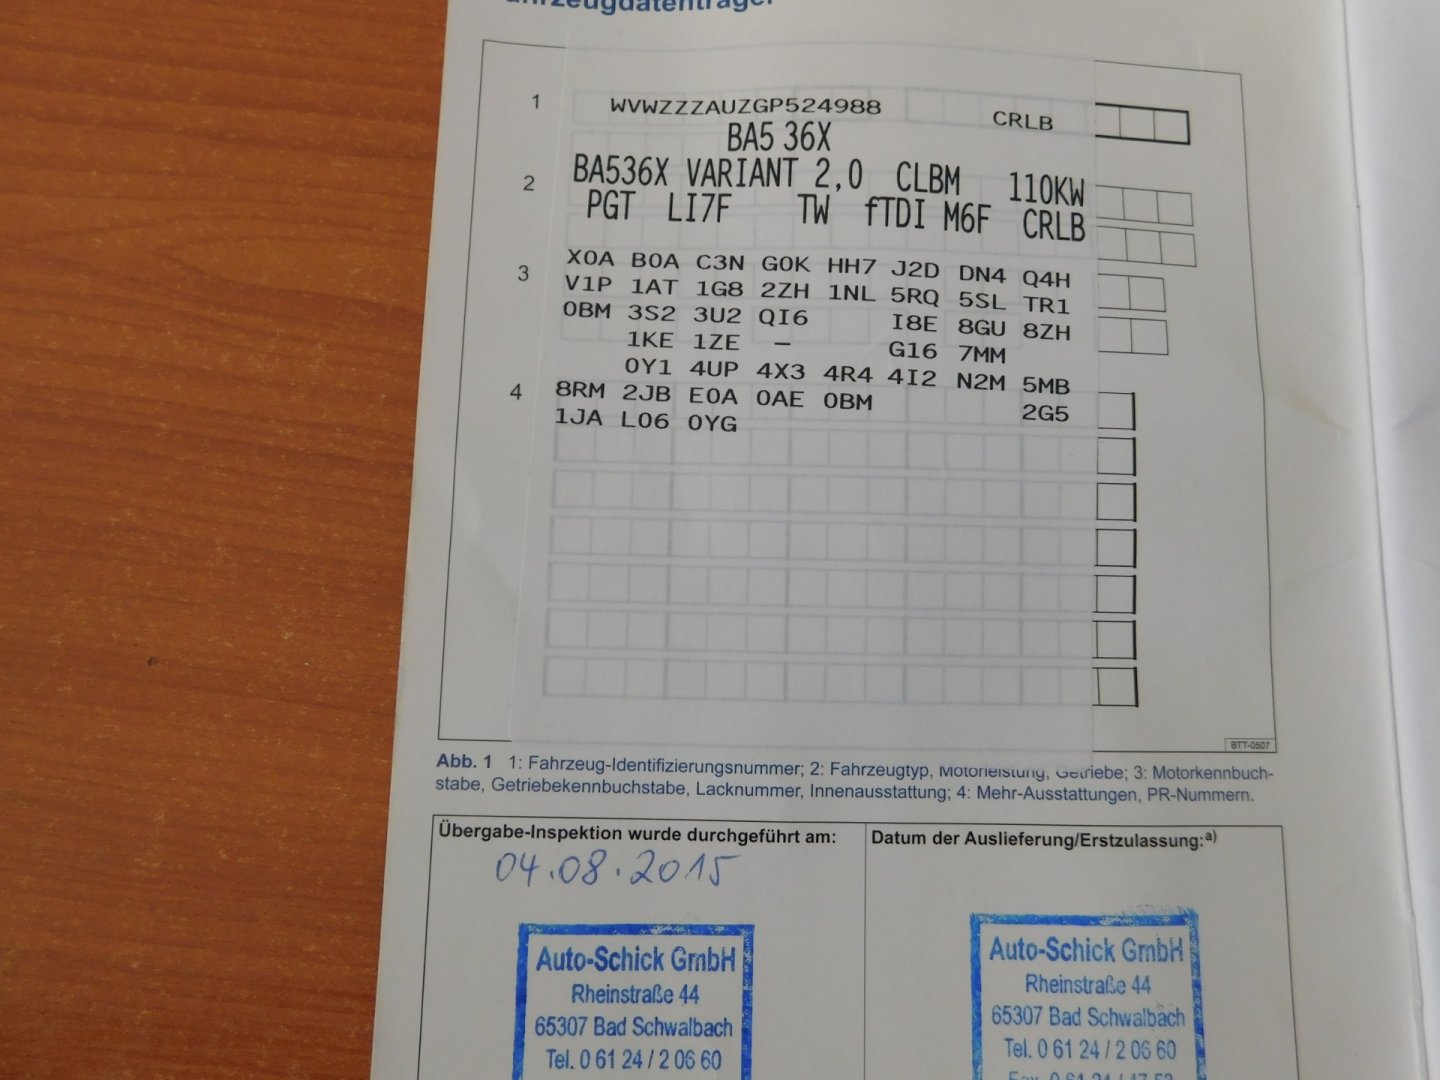 1 WVWZZZAUZGP524988 CRLB
BA5 36X
2 BA536X VARIANT 2,0 CLBM 110KW
PGT LI7F TW fTDI M6F CRLB
3 X0A B0A C3N G0K HH7 J2D DN4 Q4H
V1P 1AT 1G8 2ZH 1NL 5RQ 5SL TR1
0BM 3S2 3U2 QI6 I8E 8GU 8ZH
1KE 1ZE – G16 7MM
0Y1 4UP 4X3 4R4 4I2 N2M 5MB
4 8RM 2JB E0A 0AE 0BM 2G5
1JA L06 0YG
BTT-0507
Abb. 1 1: Fahrzeug-Identifizierungsnummer; 2: Fahrzeugtyp, Motorleistung, Getriebe; 3: Motorkennbuch-
stabe, Getriebekennbuchstabe, Lacknummer, Innenausstattung; 4: Mehr-Ausstattungen, PR-Nummern.
Übergabe-Inspektion wurde durchgeführt am:
04.08.2015
Auto-Schick GmbH
Rheinstraße 44
65307 Bad Schwalbach
Tel. 0 61 24 / 2 06 60
Datum der Auslieferung/Erstzulassung:a)
Auto-Schick GmbH
Rheinstraße 44
65307 Bad Schwalbach
Tel. 0 61 24 / 2 06 60